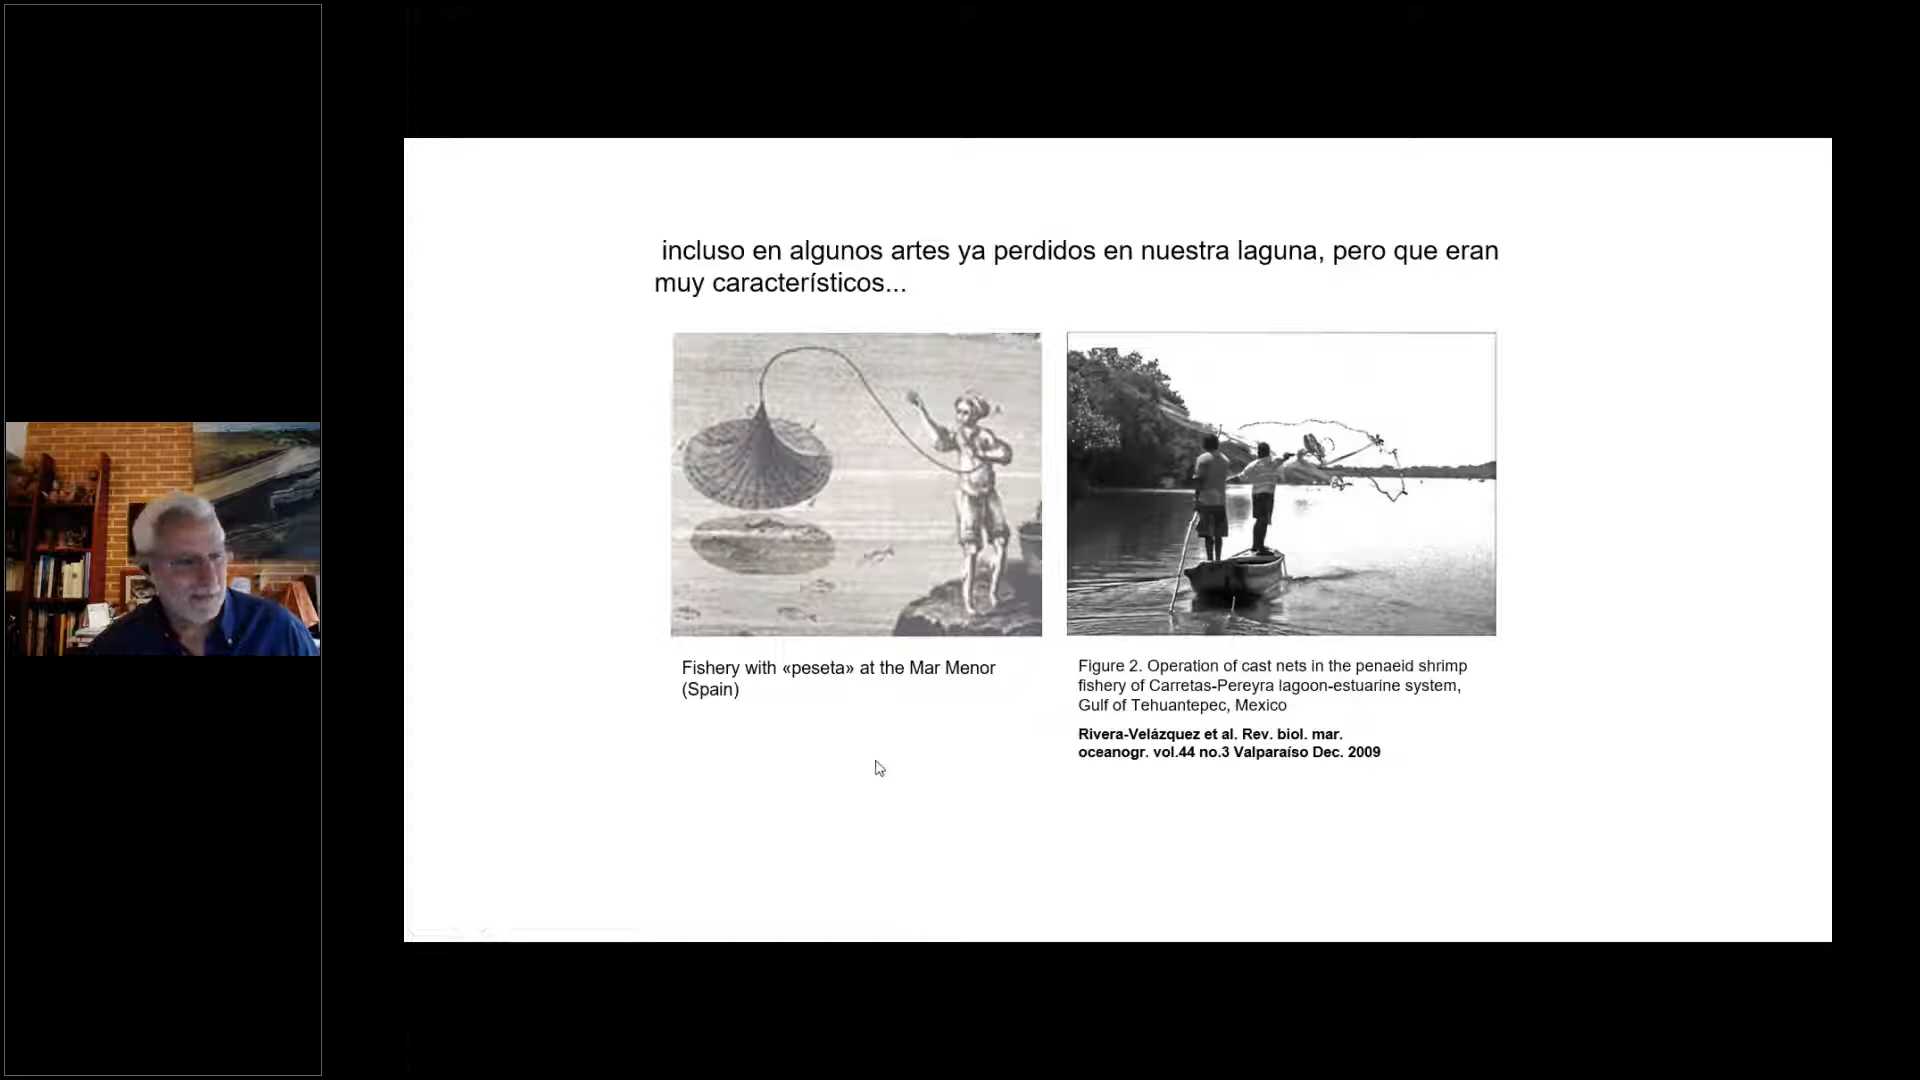 incluso en algunos artes ya perdidos en nuestra laguna, pero que eran
muy característicos...
Fishery with «peseta» at the Mar Menor
(Spain)
Figure 2. Operation of cast nets in the penaeid shrimp
fishery of Carretas-Pereyra lagoon-estuarine system,
Gulf of Tehuantepec, Mexico
Rivera-Velázquez et al. Rev. biol. mar.
oceanogr. vol.44 no.3 Valparaíso Dec. 2009